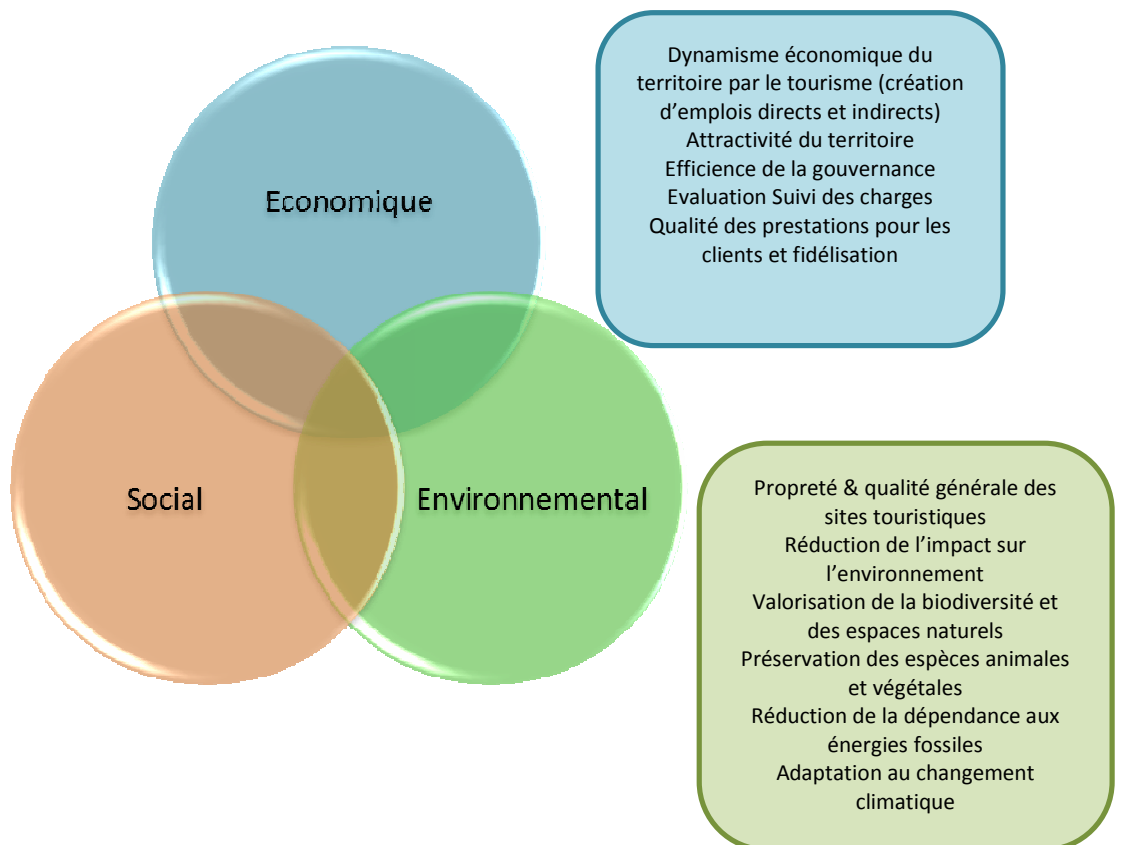 Economique
Social
Environnemental
Dynamisme économique du
territoire par le tourisme (création
d’emplois directs et indirects)
Attractivité du territoire
Efficience de la gouvernance
Evaluation Suivi des charges
Qualité des prestations pour les
clients et fidélisation
Propreté & qualité générale des
sites touristiques
Réduction de l’impact sur
l’environnement
Valorisation de la biodiversité et
des espaces naturels
Préservation des espèces animales
et végétales
Réduction de la dépendance aux
énergies fossiles
Adaptation au changement
climatique